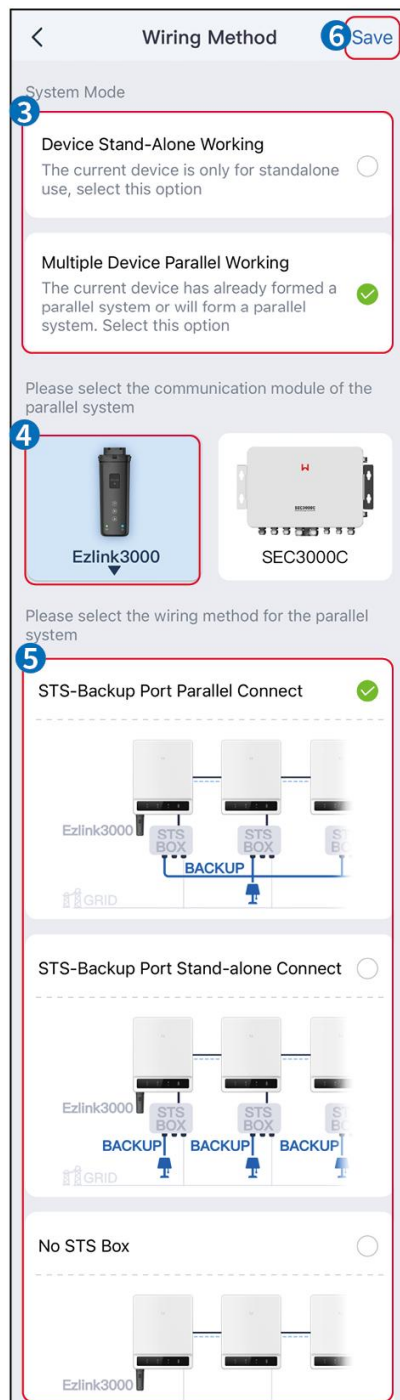 Wiring Method
6
Save
System Mode
3
Device Stand-Alone Working
The current device is only for standalone
use, select this option
Multiple Device Parallel Working
The current device has already formed a
parallel system or will form a parallel
system. Select this option
Please select the communication module of the
parallel system
4
Ezlink3000
SEC3000C
SEC3000C
Please select the wiring method for the parallel
system
5
STS-Backup Port Parallel Connect
Ezlink3000
STS
BOX
STS
BOX
ST
BO
BACKUP
GRID
STS-Backup Port Stand-alone Connect
Ezlink3000
STS
BOX
STS
BOX
ST
BO
BACKUP
BACKUP
BACKUP
GRID
No STS Box
Ezlink3000